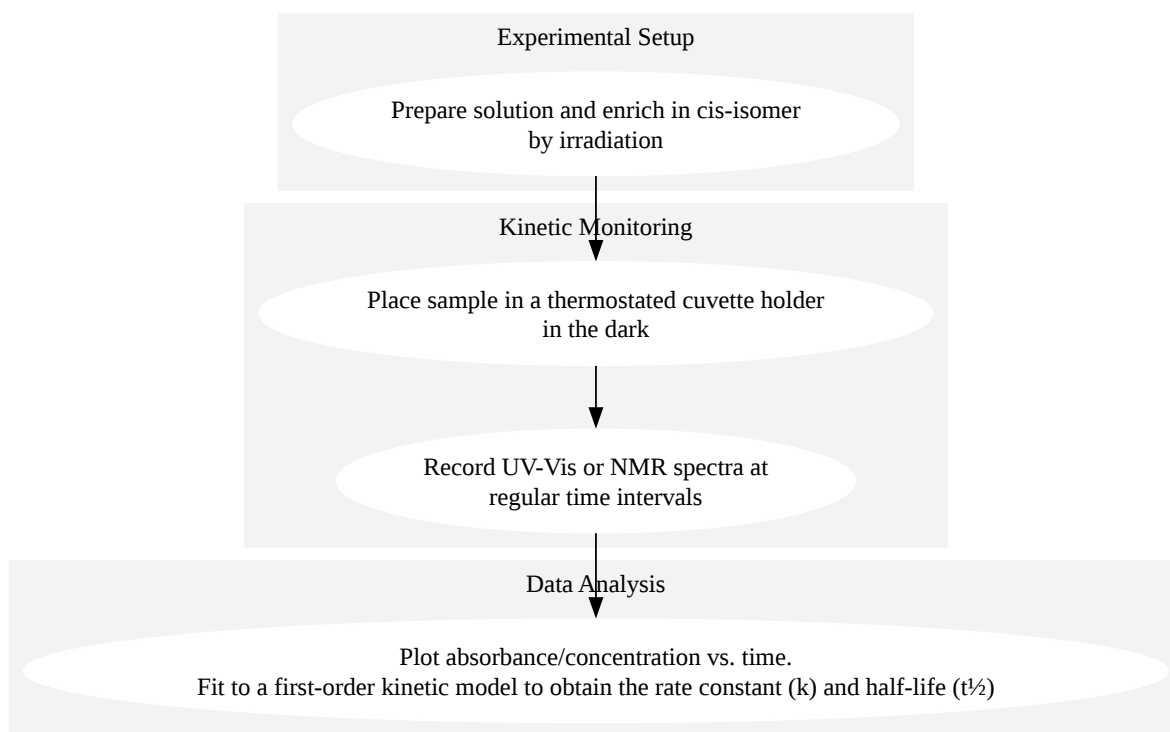 Experimental Setup
Prepare solution and enrich in cis-isomer
by irradiation
Kinetic Monitoring
Place sample in a thermostated cuvette holder
in the dark
Record UV-Vis or NMR spectra at
regular time intervals
Data Analysis
Plot absorbance/concentration vs. time.
Fit to a first-order kinetic model to obtain the rate constant (k) and half-life (t½)